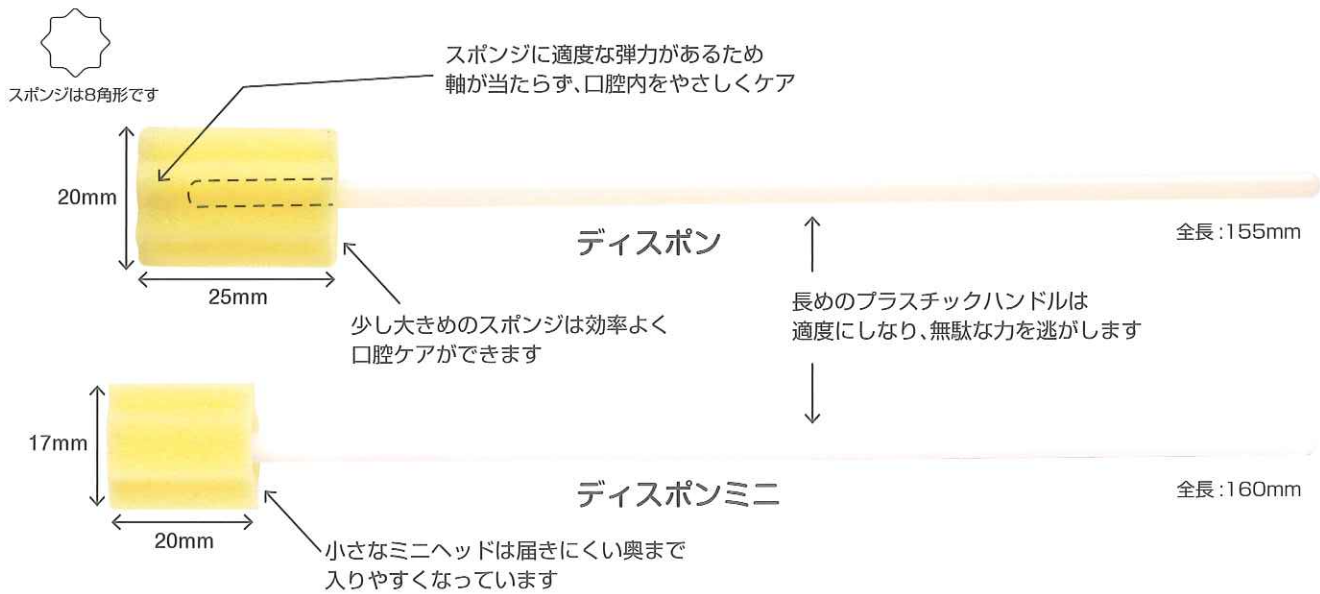 スポンジは8角形です
スポンジに適度な弾力があるため
軸が当たらず、口腔内をやさしくケア
20mm
25mm
ディスポン
全長:155mm
少し大きめのスポンジは効率よく
口腔ケアができます
長めのプラスチックハンドルは
適度にしなり、無駄な力を逃がします
17mm
20mm
ディスポンミニ
全長:160mm
小さなミニヘッドは届きにくい奥まで
入りやすくなっています